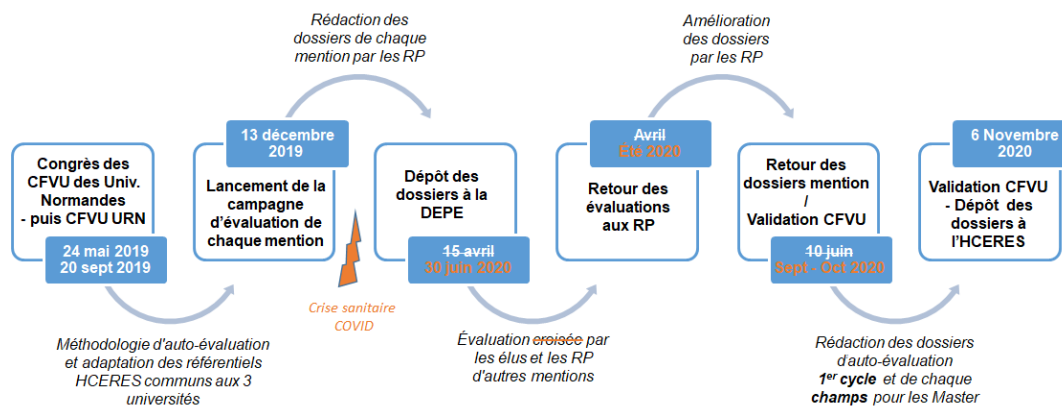 Rédaction des
dossiers de chaque
mention par les RP
Amélioration
des dossiers
par les RP
Congrès des
CFVU des Univ.
Normandes
- puis CFVU URN
24 mai 2019
20 sept 2019
13 décembre
2019
Lancement de la
campagne
d'évaluation de
chaque mention
Crise sanitaire
COVID
Dépôt des
dossiers à la
DEPE
15 avril
30 juin 2020
Avril
Été 2020
Retour des
évaluations
aux RP
Retour des
dossiers mention
/
Validation CFVU
10 juin
Sept - Oct 2020
6 Novembre
2020
Validation CFVU
- Dépôt des
dossiers à
l'HCERES
Méthodologie d'auto-évaluation
et adaptation des référentiels
HCERES communs aux 3
universités
Évaluation croisée par
les élus et les RP
d'autres mentions
Rédaction des dossiers
d'auto-évaluation
1er cycle et de chaque
champs pour les Master